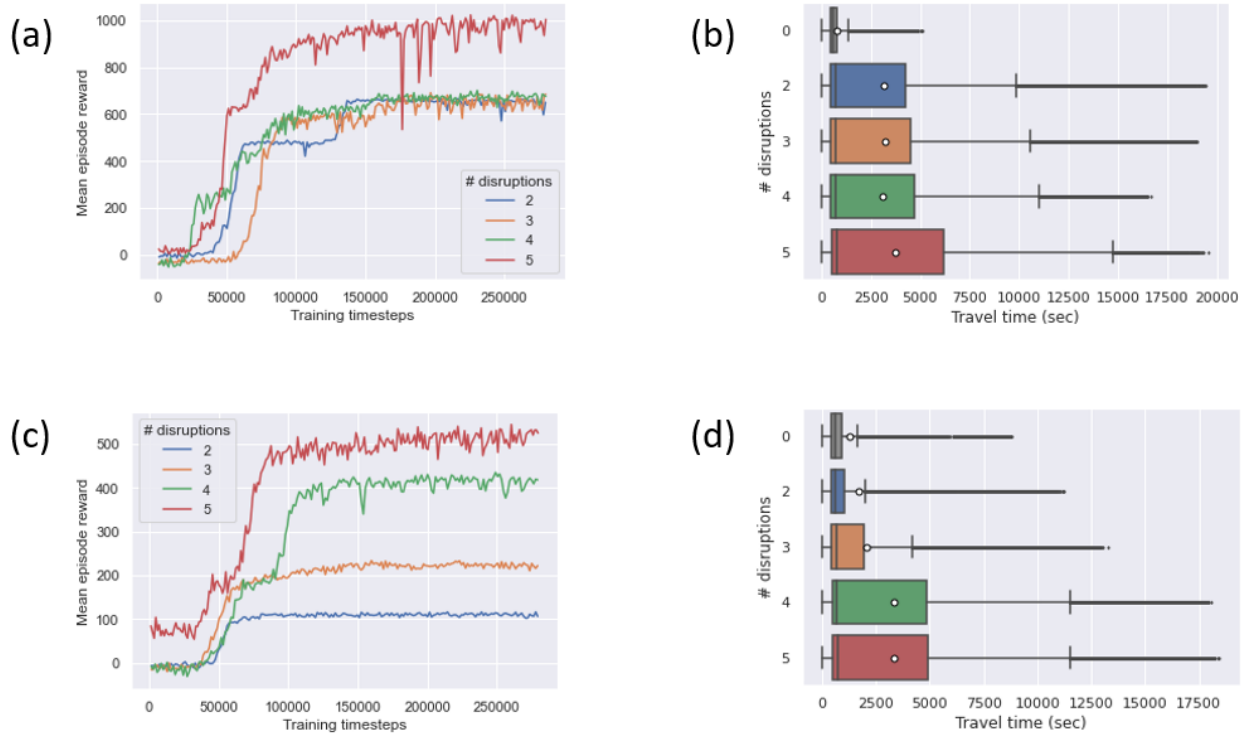 (a)
1000
800
600
400
200
0
Mean episode reward
# disruptions
2
3
4
5
0 50000 100000 150000 200000 250000
Training timesteps
(b)
0
2
3
4
5
# disruptions
0 2500 5000 7500 10000 12500 15000 17500 20000
Travel time (sec)
(c)
500
400
300
200
100
0
Mean episode reward
# disruptions
2
3
4
5
0 50000 100000 150000 200000 250000
Training timesteps
(d)
0
2
3
4
5
# disruptions
0 2500 5000 7500 10000 12500 15000 17500
Travel time (sec)